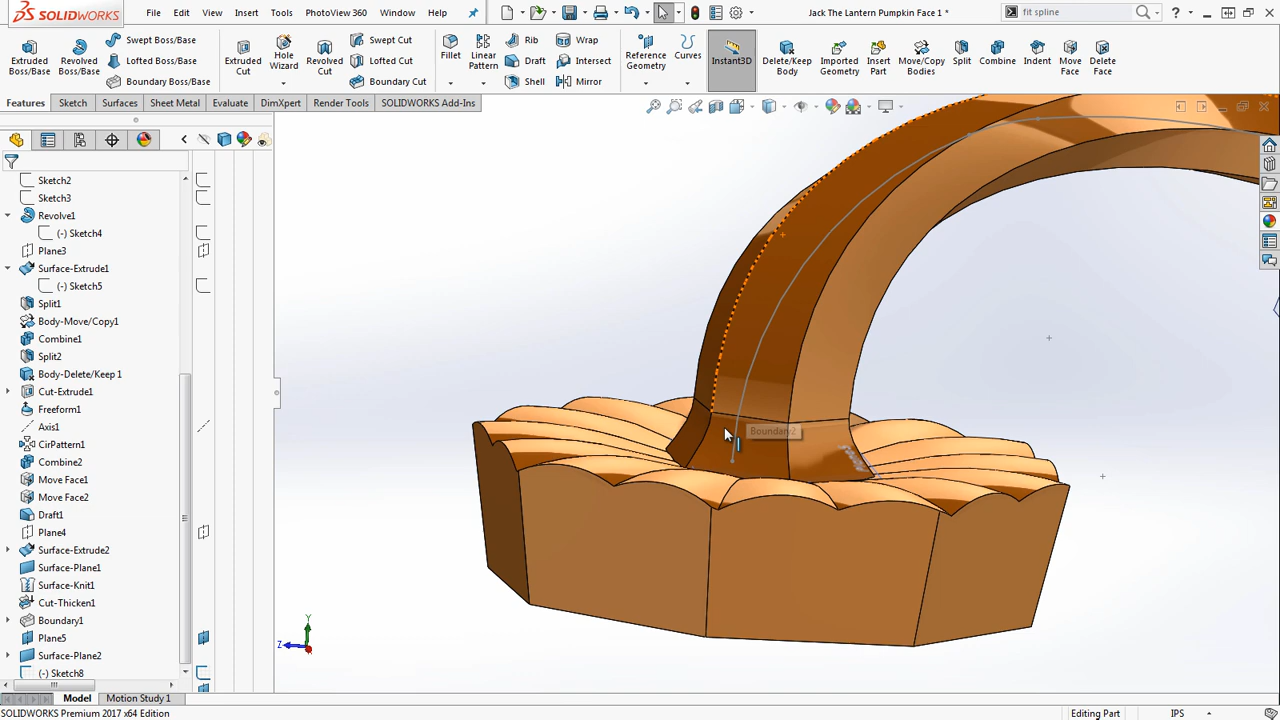 SOLIDWORKS File Edit View Insert Tools PhotoView 360 Window Help Jack The Lantern Pumpkin Face 1 * fit spline
Extruded Boss/Base
Revolved Boss/Base
Swept Boss/Base
Lofted Boss/Base
Boundary Boss/Base
Extruded Cut
Hole Wizard
Revolved Cut
Swept Cut
Lofted Cut
Boundary Cut
Fillet
Linear Pattern
Rib
Draft
Shell
Wrap
Intersect
Mirror
Reference Geometry
Curves
Instant3D
Delete/Keep Body
Imported Geometry
Insert Part
Move/Copy Bodies
Split
Combine
Indent
Move Face
Delete Face
Features Sketch Surfaces Sheet Metal Evaluate DimXpert Render Tools SOLIDWORKS Add-Ins
Sketch2
Sketch3
Revolve1
(-) Sketch4
Plane3
Surface-Extrude1
(-) Sketch5
Split1
Body-Move/Copy1
Combine1
Split2
Body-Delete/Keep 1
Cut-Extrude1
Freeform1
Axis1
CirPattern1
Combine2
Move Face1
Move Face2
Draft1
Plane4
Surface-Extrude2
Surface-Plane1
Surface-Knit1
Cut-Thicken1
Boundary1
Plane5
Surface-Plane2
(-) Sketch8
Boundary2
Y
Z
Model Motion Study 1
SOLIDWORKS Premium 2017 x64 Edition Editing Part IPS